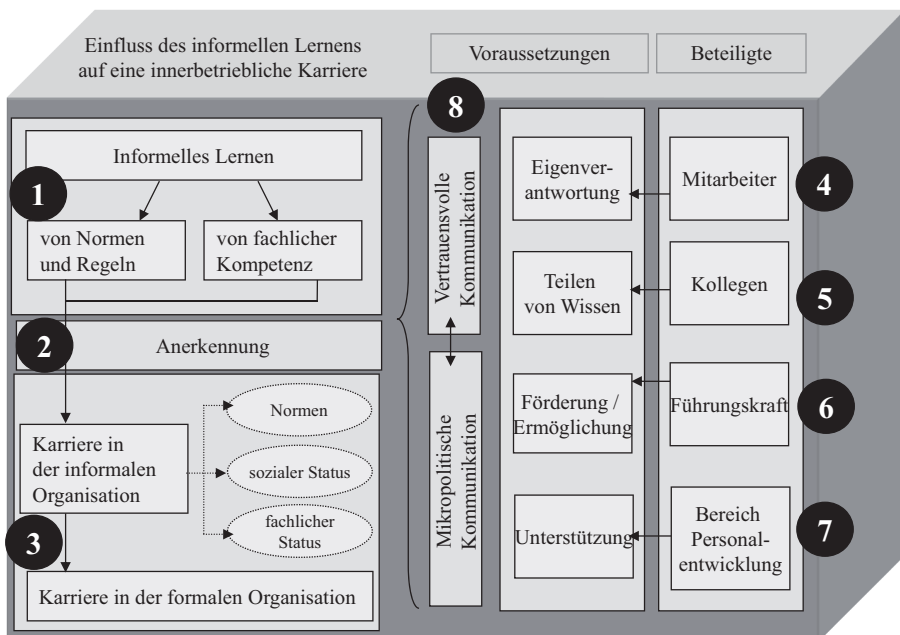 Einfluss des informellen Lernens
auf eine innerbetriebliche Karriere
Voraussetzungen
Beteiligte
8
1
Informelles Lernen
von Normen
und Regeln
von fachlicher
Kompetenz
2
Anerkennung
Karriere in
der informalen
Organisation
Normen
sozialer Status
fachlicher
Status
3
Karriere in der formalen Organisation
Vertrauensvolle
Kommunikation
Mikropolitische
Kommunikation
Eigenver-
antwortung
Mitarbeiter
4
Teilen
von Wissen
Kollegen
5
Förderung /
Ermöglichung
Führungskraft
6
Unterstützung
Bereich
Personal-
entwicklung
7